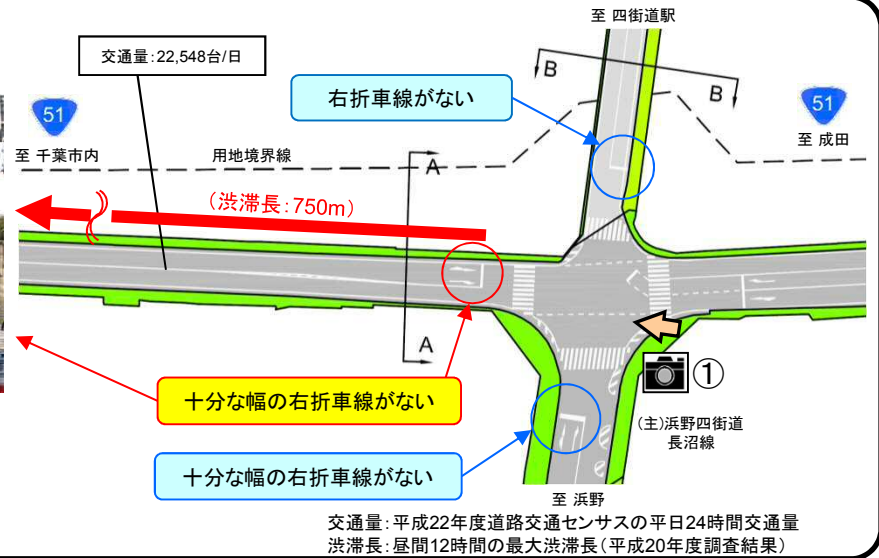 至 四街道駅
交通量：22,548台/日
B
B
右折車線がない
51
51
至 千葉市内
用地境界線
至 成田
A
（渋滞長：750m）
A
①
十分な幅の右折車線がない
(主)浜野四街道
長沼線
十分な幅の右折車線がない
至 浜野
交通量：平成22年度道路交通センサスの平日24時間交通量
渋滞長：昼間12時間の最大渋滞長（平成20年度調査結果）